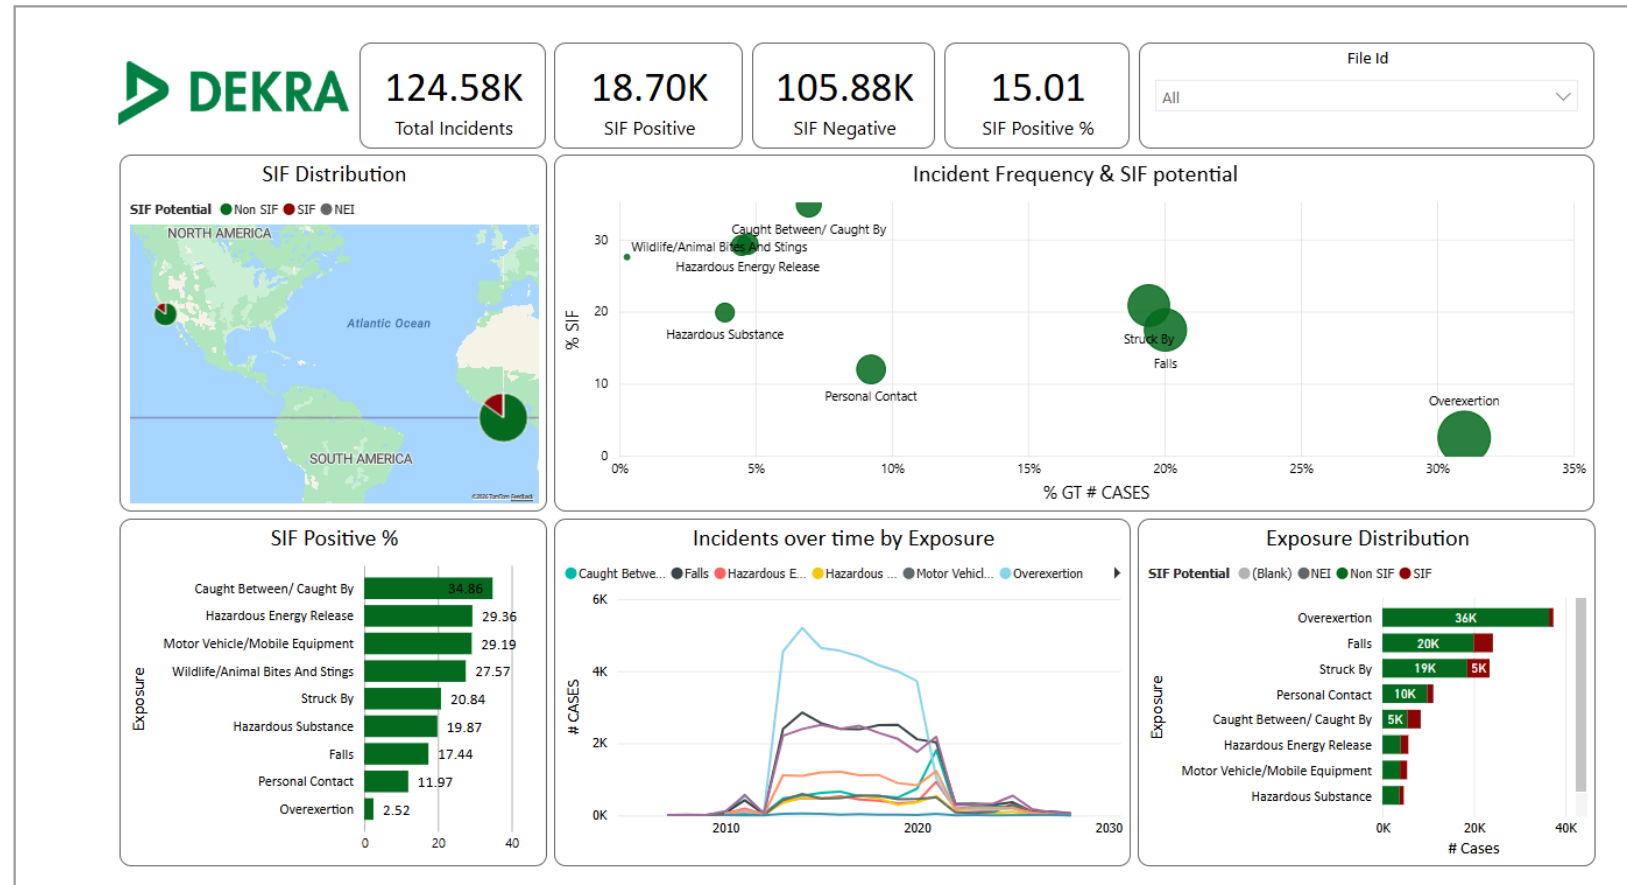 DEKRA
124.58K
Total Incidents
18.70K
SIF Positive
105.88K
SIF Negative
15.01
SIF Positive %
File Id
All
SIF Distribution
SIF Potential Non SIF SIF NEI
NORTH AMERICA
Atlantic Ocean
SOUTH AMERICA
Incident Frequency & SIF potential
% SIF
30
20
10
0
Caught Between/ Caught By
Wildlife/Animal Bites And Stings
Hazardous Energy Release
Hazardous Substance
Struck By
Falls
Personal Contact
Overexertion
0% 5% 10% 15% 20% 25% 30% 35%
% GT # CASES
SIF Positive %
Exposure
Caught Between/ Caught By 34.86
Hazardous Energy Release 29.36
Motor Vehicle/Mobile Equipment 29.19
Wildlife/Animal Bites And Stings 27.57
Struck By 20.84
Hazardous Substance 19.87
Falls 17.44
Personal Contact 11.97
Overexertion 2.52
0 20 40
Incidents over time by Exposure
Caught Betwe... Falls Hazardous E... Hazardous ... Motor Vehicl... Overexertion
# CASES
6K
4K
2K
0K
2010 2020 2030
Exposure Distribution
SIF Potential (Blank) NEI Non SIF SIF
Exposure
Overexertion 36K
Falls 20K
Struck By 19K 5K
Personal Contact 10K
Caught Between/ Caught By 5K
Hazardous Energy Release
Motor Vehicle/Mobile Equipment
Hazardous Substance
0K 20K 40K
# Cases